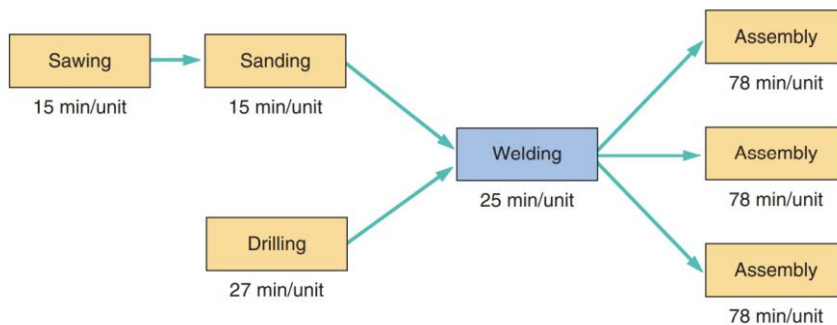 Sawing
15 min/unit
Sanding
15 min/unit
Drilling
27 min/unit
Welding
25 min/unit
Assembly
78 min/unit
Assembly
78 min/unit
Assembly
78 min/unit